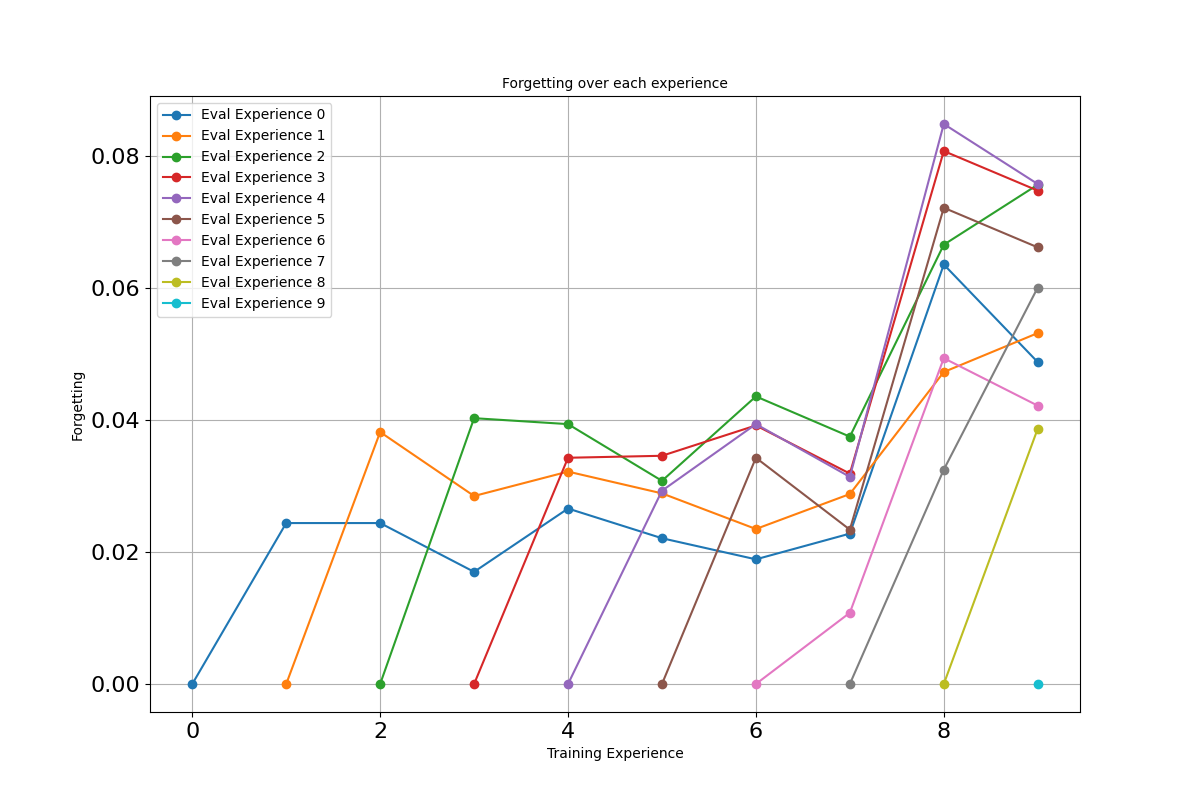 Forgetting over each experience
Eval Experience 0
Eval Experience 1
Eval Experience 2
Eval Experience 3
Eval Experience 4
Eval Experience 5
Eval Experience 6
Eval Experience 7
Eval Experience 8
Eval Experience 9
0.08
0.06
0.04
0.02
0.00
Forgetting
0 2 4 6 8
Training Experience